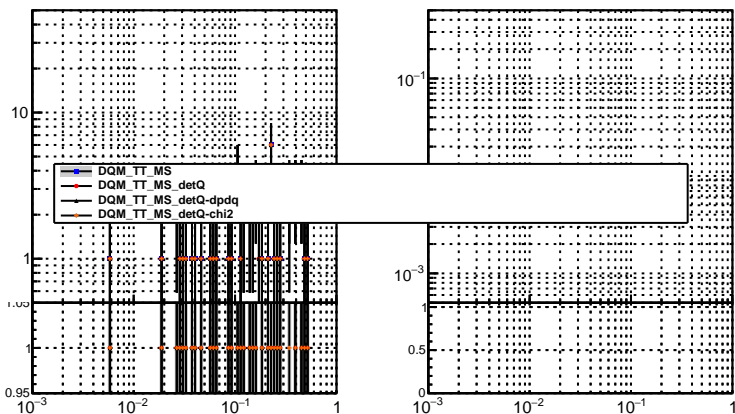 10
10⁻¹
DQM_TT_MS
DQM_TT_MS_detQ
DQM_TT_MS_detQ-dpdq
DQM_TT_MS_detQ-chi2
1
10⁻³
1.05
1
1
0.5
0.95
0
10⁻³ 10⁻² 10⁻¹ 1
10⁻³ 10⁻² 10⁻¹ 1